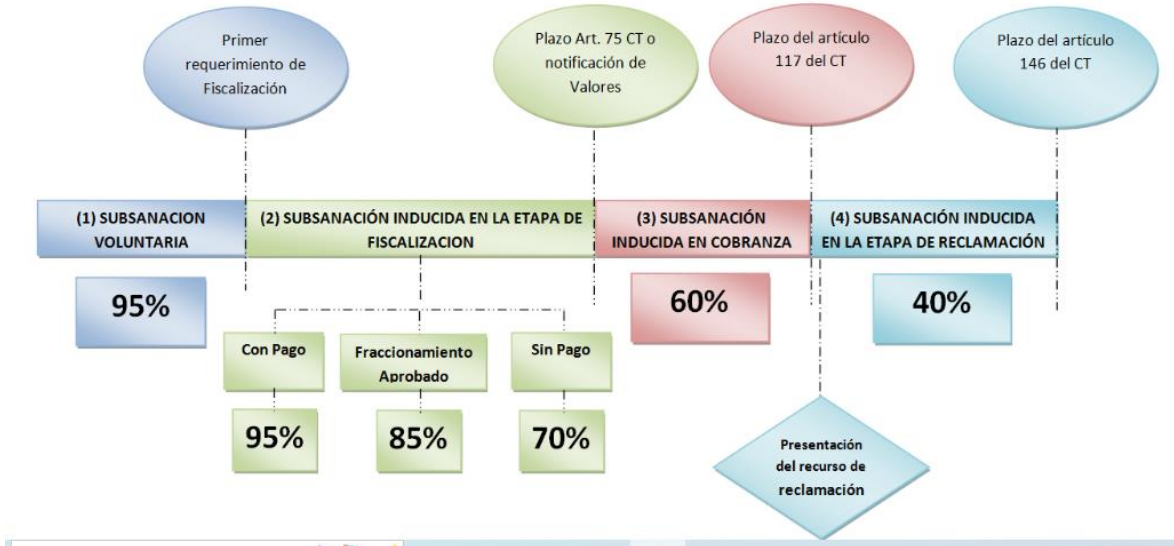 Primer
requerimiento de
Fiscalización
Plazo Art. 75 CT o
notificación de
Valores
Plazo del artículo
117 del CT
Plazo del artículo
146 del CT
(1) SUBSANACION
VOLUNTARIA
(2) SUBSANACIÓN INDUCIDA EN LA ETAPA DE
FISCALIZACION
(3) SUBSANACIÓN
INDUCIDA EN COBRANZA
(4) SUBSANACIÓN INDUCIDA
EN LA ETAPA DE RECLAMACIÓN
95%
60%
40%
Con Pago
Fraccionamiento
Aprobado
Sin Pago
95%
85%
70%
Presentación
del recurso de
reclamación